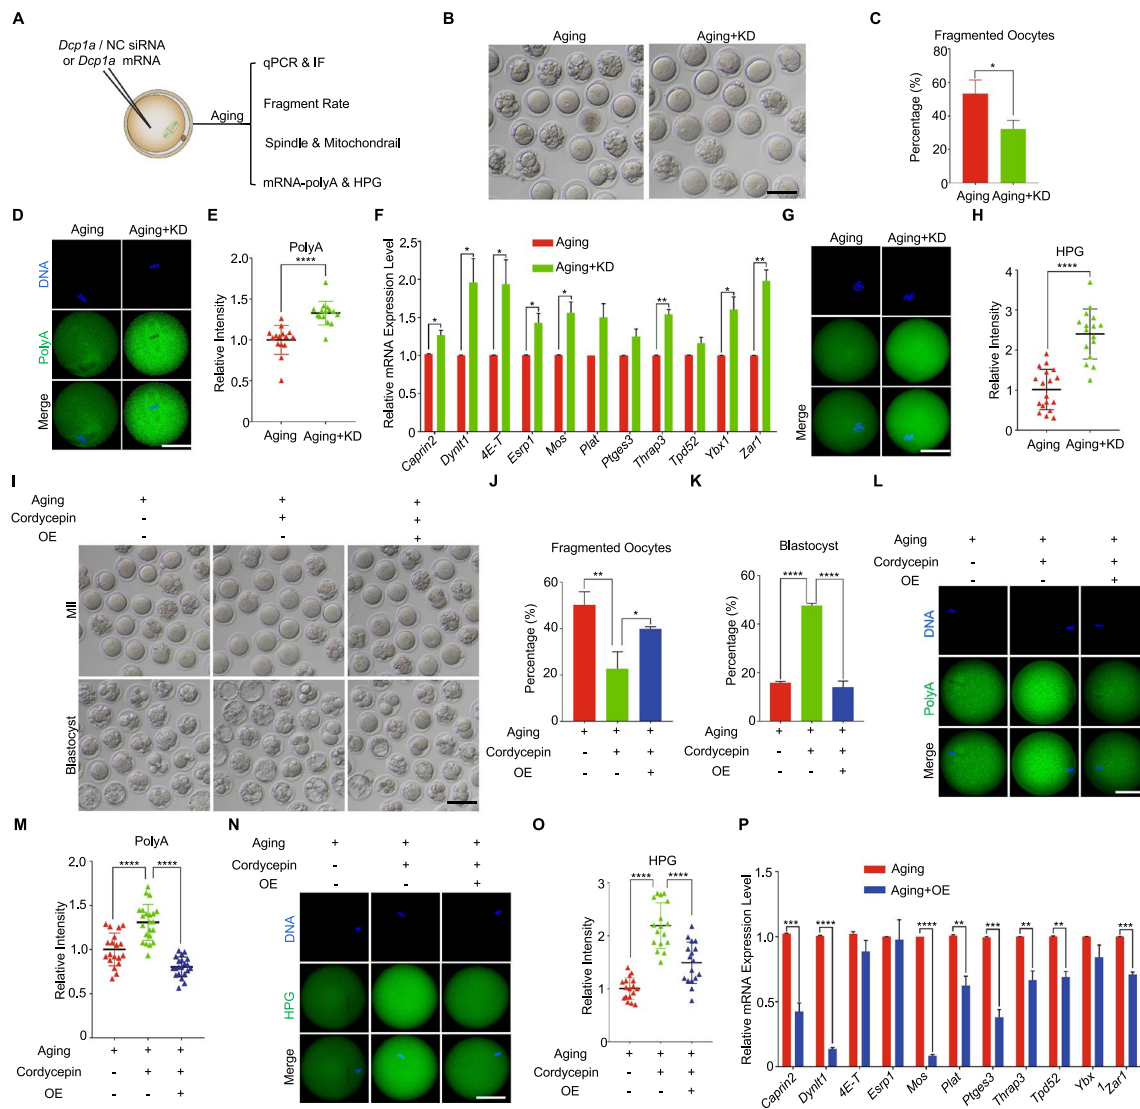 A
Dcp1a / NC siRNA
or Dcp1a mRNA
Aging
qPCR & IF
Fragment Rate
Spindle & Mitochondrail
mRNA-polyA & HPG
B
Aging
Aging+KD
C
Fragmented Oocytes
Percentage (%)
80
60
40
20
0
*
Aging
Aging+KD
D
Aging
Aging+KD
DNA
PolyA
Merge
E
PolyA
****
Relative Intensity
2.0
1.5
1.0
0.5
Aging
Aging+KD
F
Aging
Aging+KD
Relative mRNA Expression Level
2.5
2.0
1.5
1.0
0.5
0
* * * * * ** * **
Caprin2
Dynlt1
4E-T
Esrp1
Mos
Plat
Ptges3
Thrap3
Tpd52
Ybx1
Zar1
G
Aging
Aging+KD
Merge
H
HPG
****
Relative Intensity
4
3
2
1
0
Aging
Aging+KD
I
Aging + + +
Cordycepin - + +
OE - - +
MII
Blastocyst
J
Fragmented Oocytes
Percentage (%)
60
40
20
0
**
*
Aging + + +
Cordycepin - + +
OE - - +
K
Blastocyst
Percentage (%)
60
40
20
0
**** ****
Aging + + +
Cordycepin - + +
OE - - +
L
Aging + + +
Cordycepin - + +
OE - - +
DNA
PolyA
Merge
M
PolyA
Relative Intensity
2.0
1.5
1.0
0.5
0
**** ****
Aging + + +
Cordycepin - + +
OE - - +
N
Aging + + +
Cordycepin - + +
OE - - +
DNA
HPG
Merge
O
HPG
Relative Intensity
3
2
1
0
**** ****
Aging + + +
Cordycepin - + +
OE - - +
P
Aging
Aging+OE
Relative mRNA Expression Level
1.5
1.0
0.5
0
*** **** **** ** *** ** ** ***
Caprin2
Dynlt1
4E-T
Esrp1
Mos
Plat
Ptges3
Thrap3
Tpd52
Ybx
1
Zar1